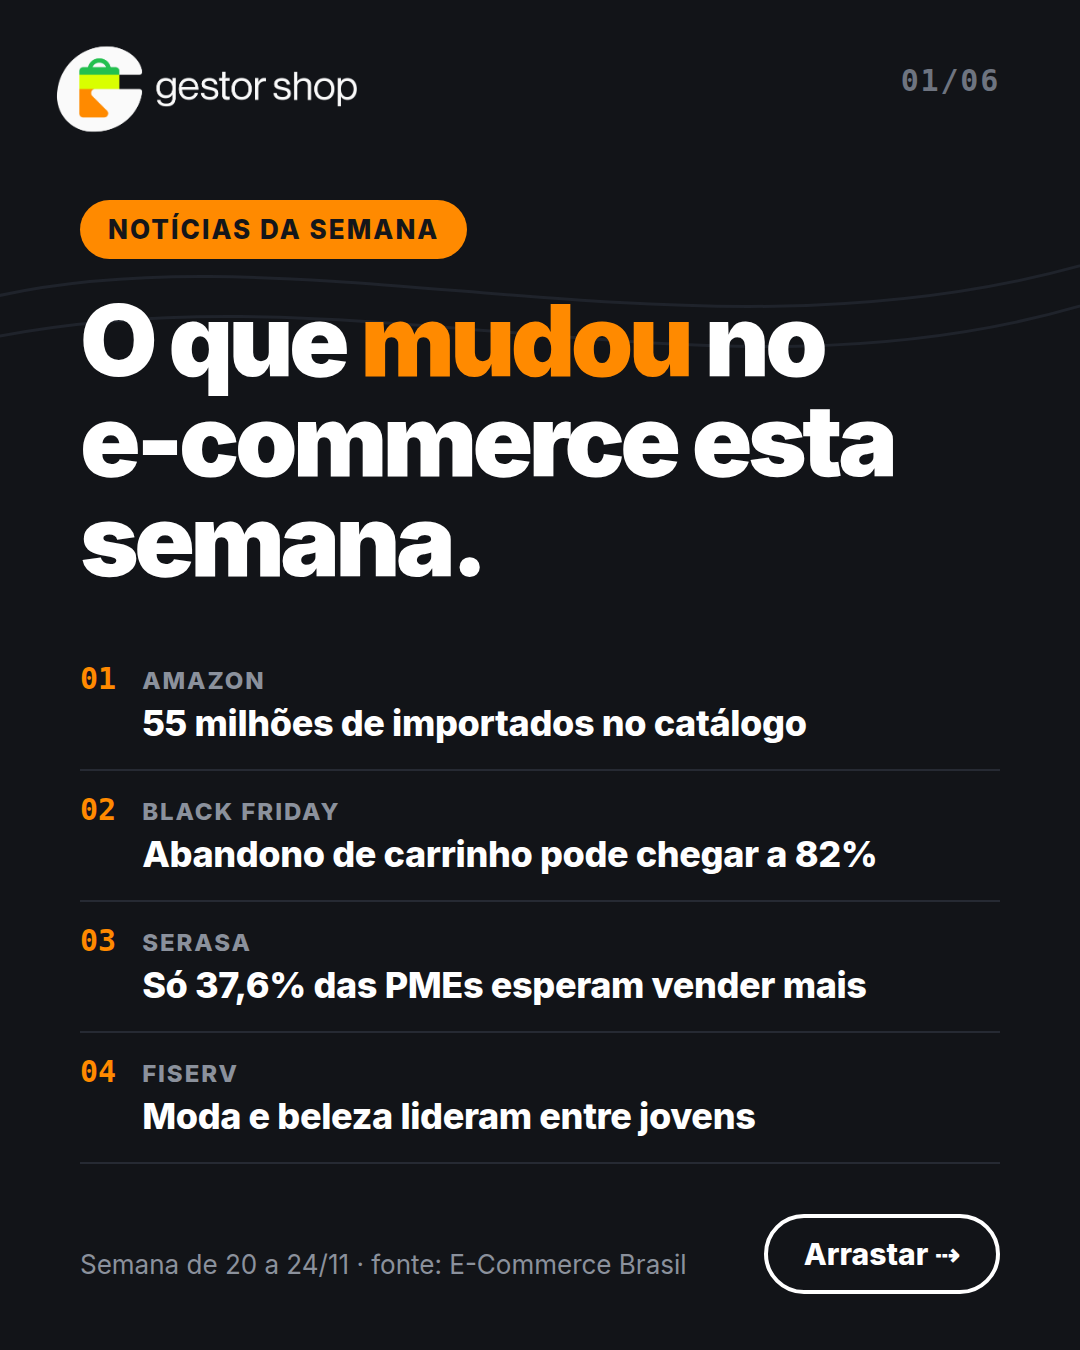 gestor shop
01/06
NOTÍCIAS DA SEMANA
O que mudou no
e-commerce esta
semana.
01 AMAZON
55 milhões de importados no catálogo
02 BLACK FRIDAY
Abandono de carrinho pode chegar a 82%
03 SERASA
Só 37,6% das PMEs esperam vender mais
04 FISERV
Moda e beleza lideram entre jovens
Semana de 20 a 24/11 · fonte: E-Commerce Brasil
Arrastar ⇢